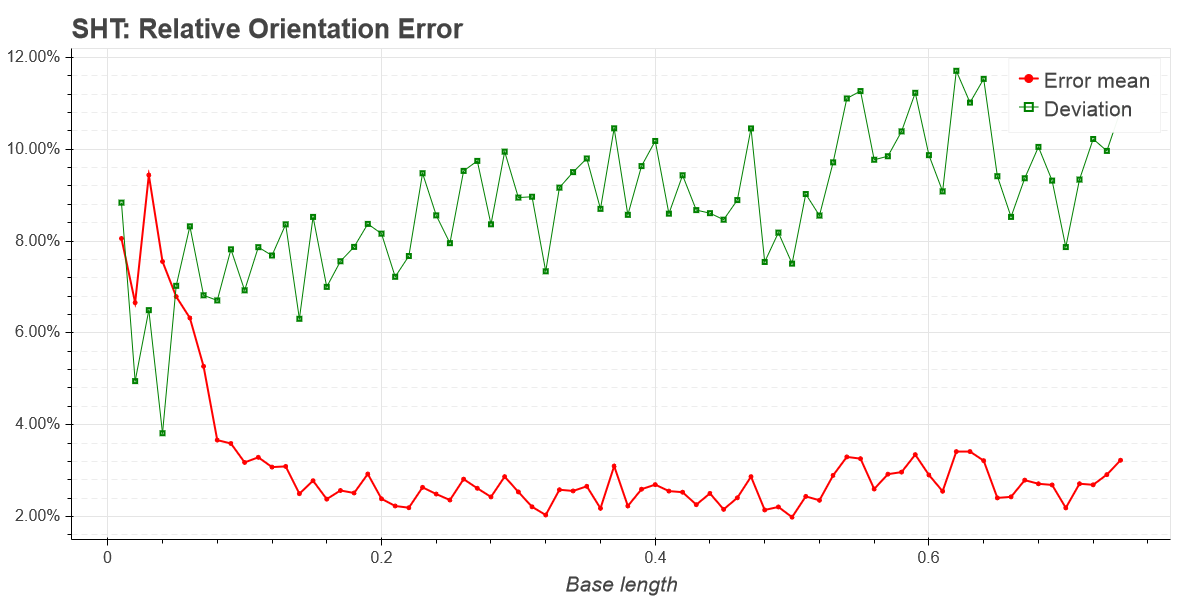 SHT: Relative Orientation Error
12.00%
10.00%
8.00%
6.00%
4.00%
2.00%
Error mean
Deviation
0
0.2
0.4
0.6
Base length